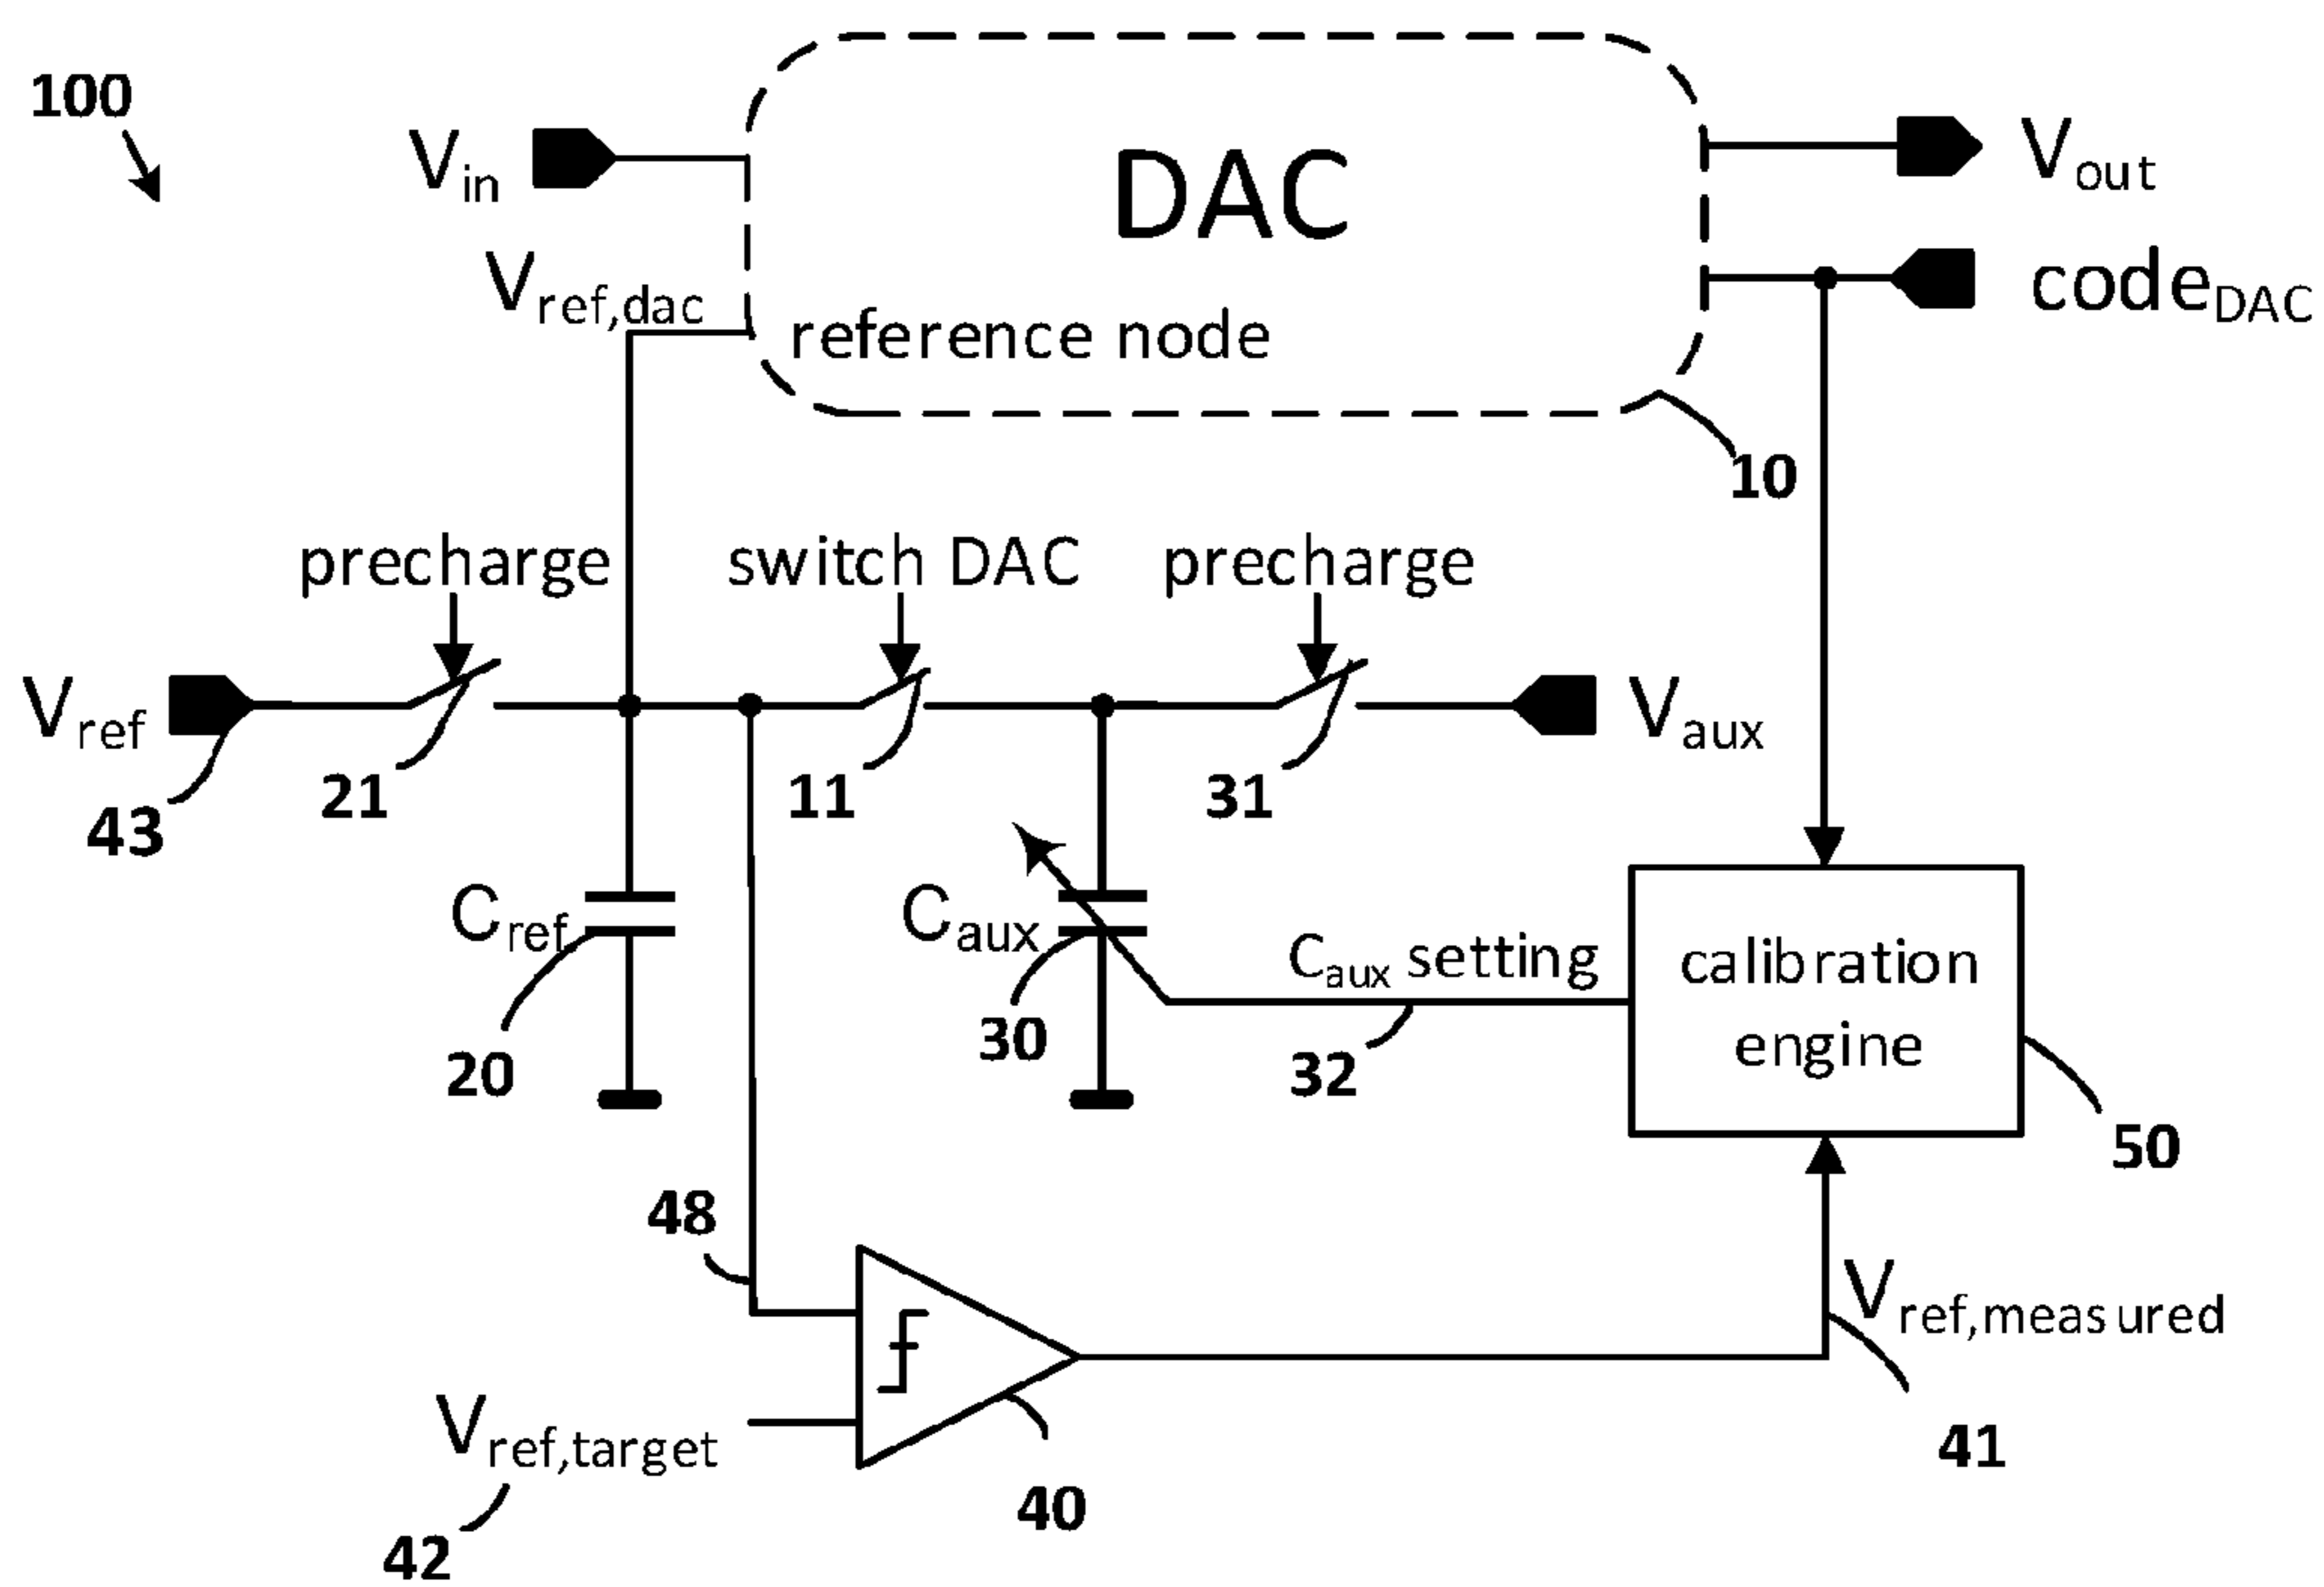 100
Vin
DAC
Vout
Vref,dac
codeDAC
reference node
10
precharge
switch DAC
precharge
Vref
Vaux
21
11
31
43
Cref
Caux
Caux setting
calibration
engine
20
30
32
50
48
Vref,measured
Vref,target
41
40
42